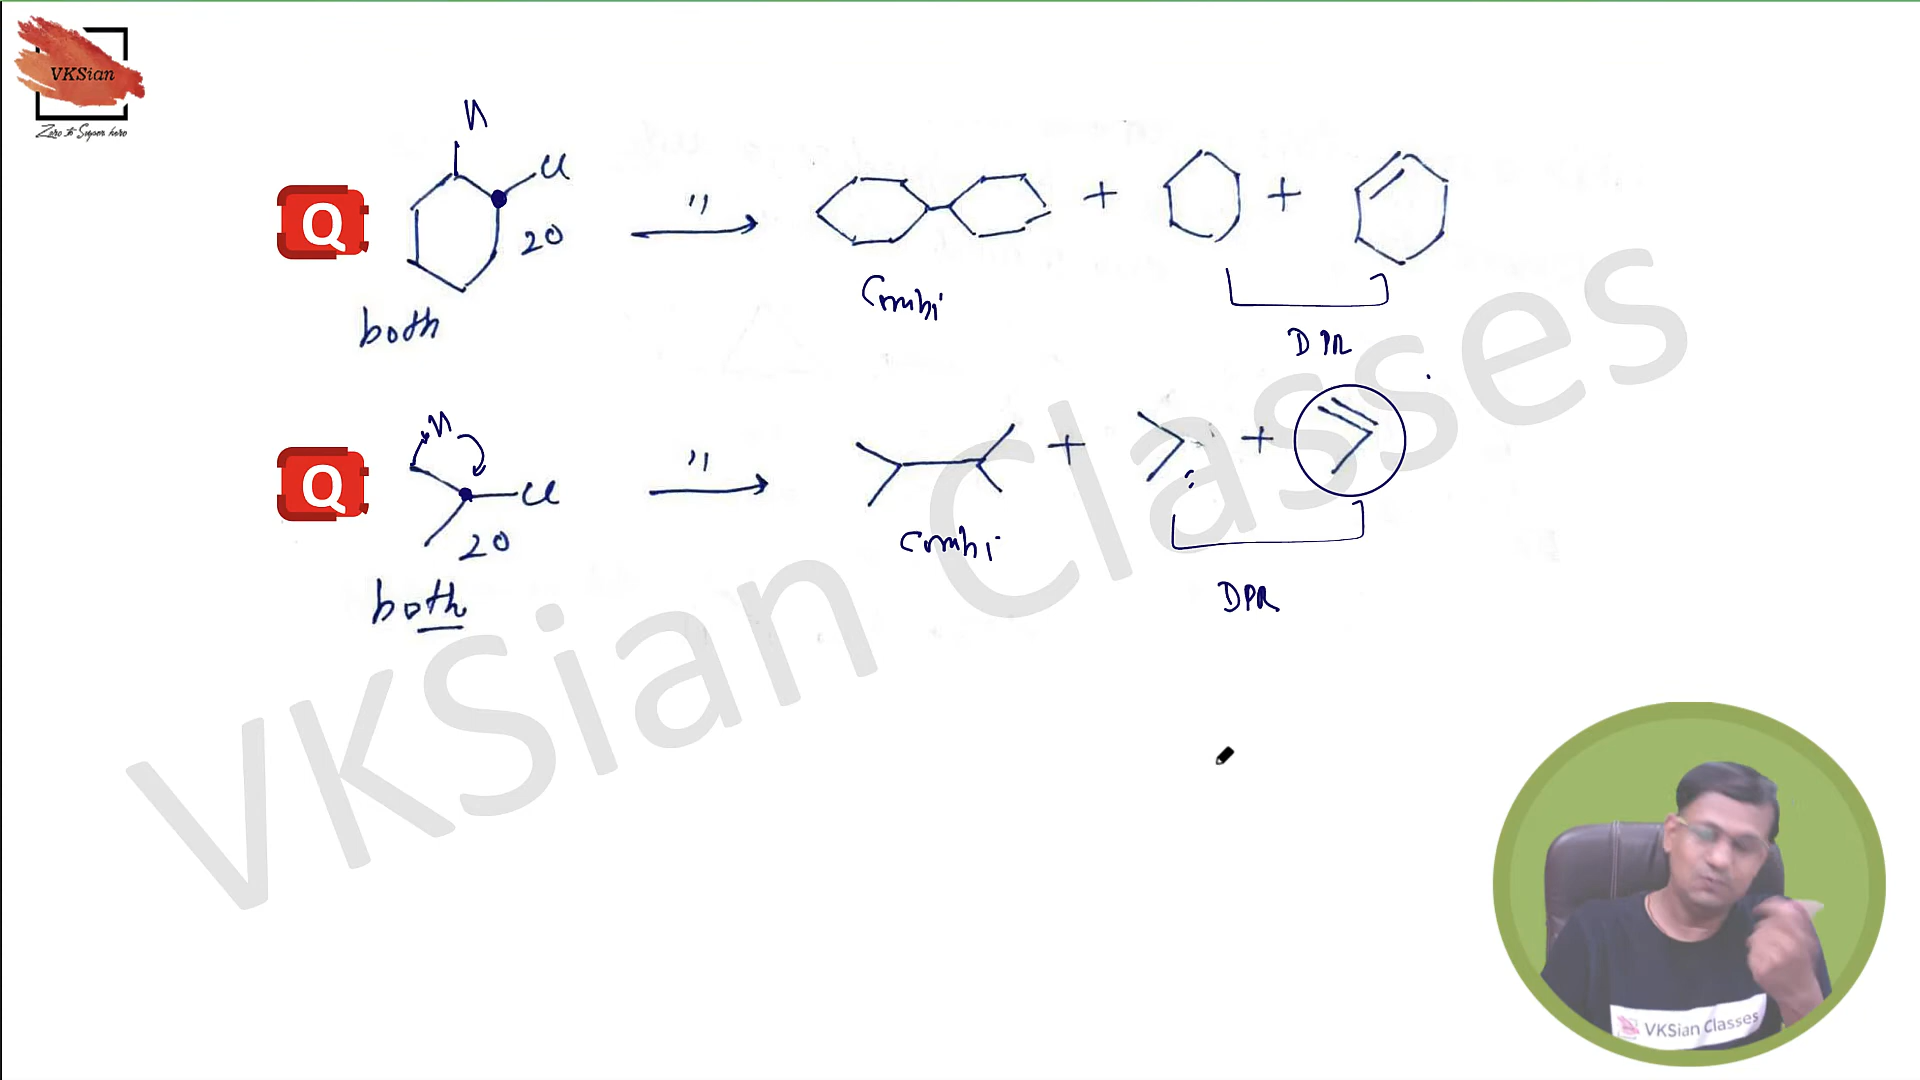 VKSian
Zero to Super hero
H
Cl
Q
20
"
+
+
both
Combi
DPR
H
Q
Cl
20
"
+
+
both
Combi
DPR
VKSian Classes
VKSian Classes